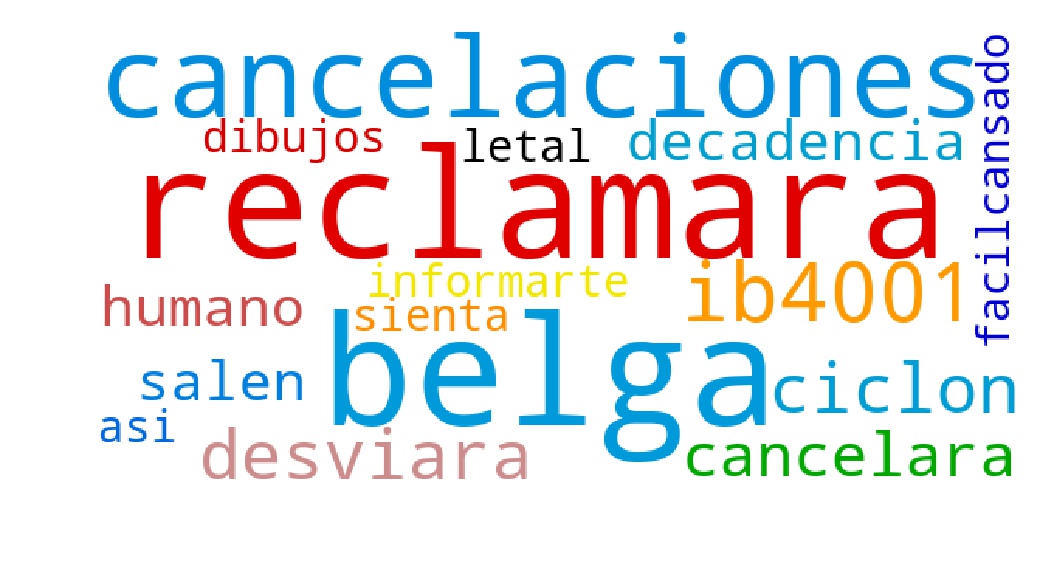 cancelaciones
facilcansado
dibujos
letal
decadencia
reclamara
informarte
ib4001
humano
sienta
belga
salen
ciclon
asi
desviara
cancelara